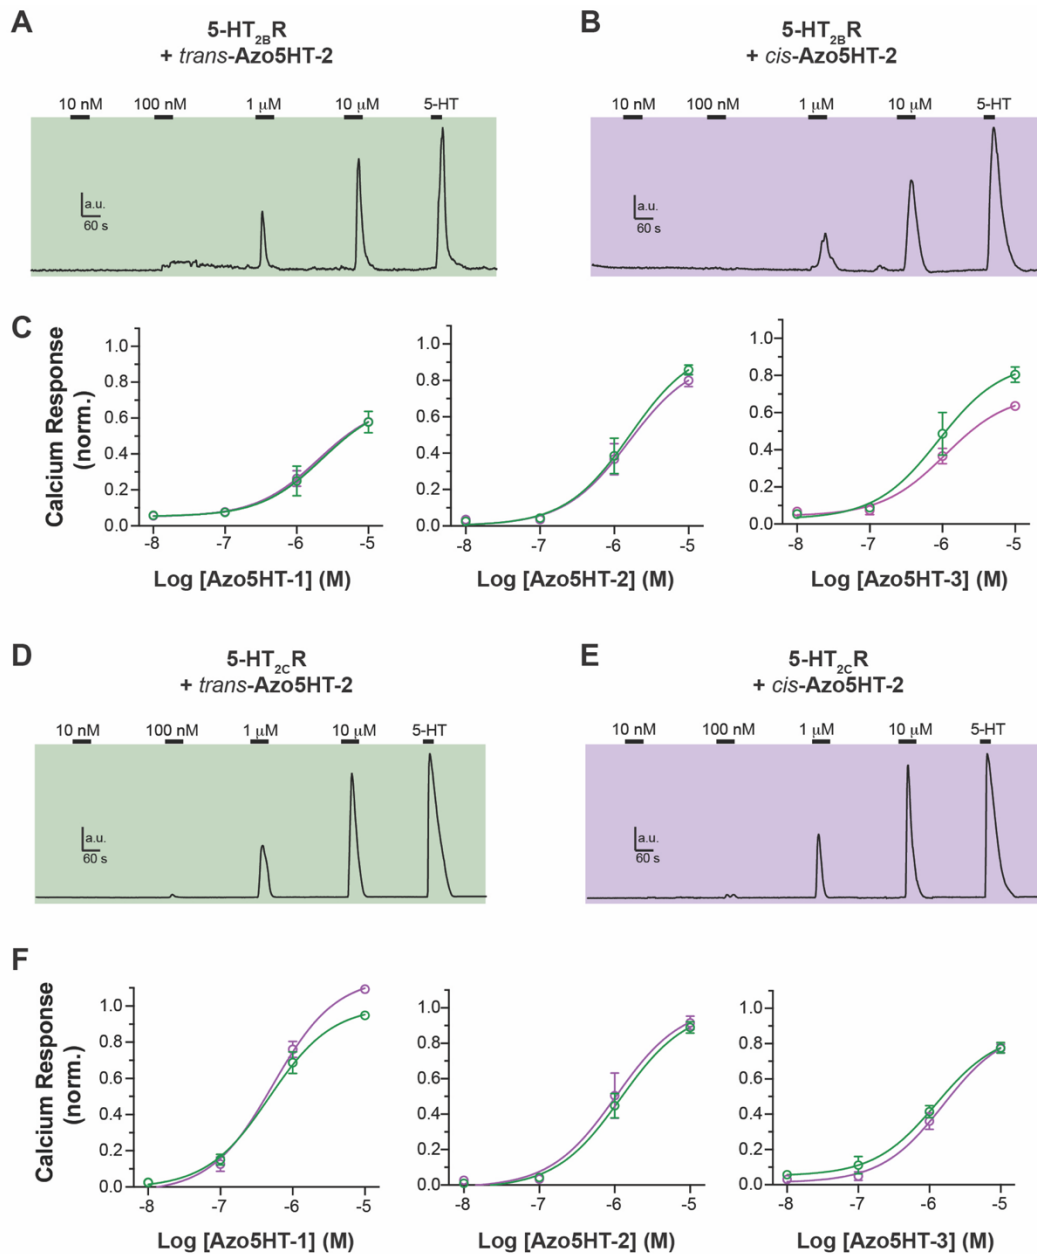 A
5-HT2BR
+ trans-Azo5HT-2
10 nM 100 nM 1 μM 10 μM 5-HT
a.u.
60 s
B
5-HT2BR
+ cis-Azo5HT-2
10 nM 100 nM 1 μM 10 μM 5-HT
a.u.
60 s
C
Calcium Response
(norm.)
1.0
0.8
0.6
0.4
0.2
0.0
-8 -7 -6 -5
Log [Azo5HT-1] (M)
1.0
0.8
0.6
0.4
0.2
0.0
-8 -7 -6 -5
Log [Azo5HT-2] (M)
1.0
0.8
0.6
0.4
0.2
0.0
-8 -7 -6 -5
Log [Azo5HT-3] (M)
D
5-HT2CR
+ trans-Azo5HT-2
10 nM 100 nM 1 μM 10 μM 5-HT
a.u.
60 s
E
5-HT2CR
+ cis-Azo5HT-2
10 nM 100 nM 1 μM 10 μM 5-HT
a.u.
60 s
F
Calcium Response
(norm.)
1.0
0.8
0.6
0.4
0.2
0.0
-8 -7 -6 -5
Log [Azo5HT-1] (M)
1.0
0.8
0.6
0.4
0.2
0.0
-8 -7 -6 -5
Log [Azo5HT-2] (M)
1.0
0.8
0.6
0.4
0.2
0.0
-8 -7 -6 -5
Log [Azo5HT-3] (M)